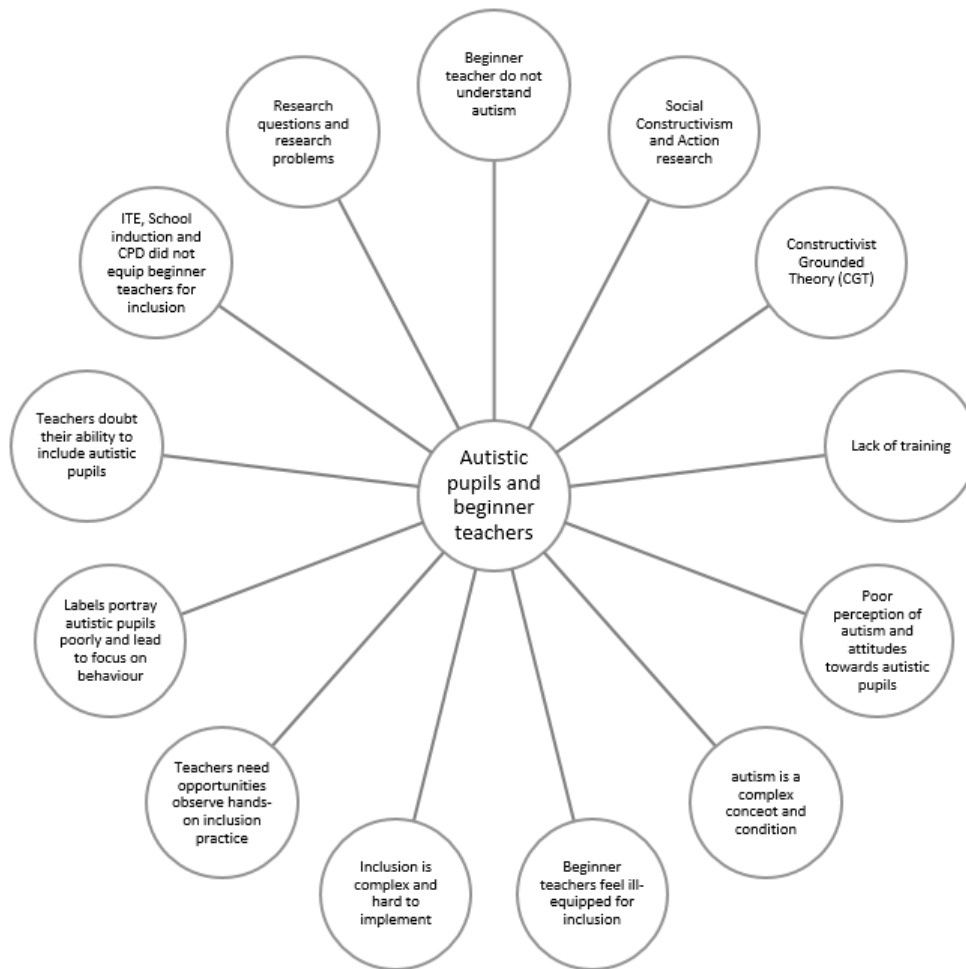 Beginner
teacher do not
understand
autism
Social
Constructivism
and Action
research
Constructivist
Grounded
Theory (CGT)
Lack of training
Poor
perception of
autism and
attitudes
towards autistic
pupils
autism is a
complex
conceot and
condition
Beginner
teachers feel ill-
equipped for
inclusion
Inclusion is
complex and
hard to
implement
Teachers need
opportunities
observe hands-
on inclusion
practice
Labels portray
autistic pupils
poorly and lead
to focus on
behaviour
Teachers doubt
their ability to
include autistic
pupils
ITE, School
induction and
CPD did not
equip beginner
teachers for
inclusion
Research
questions and
research
problems
Autistic
pupils and
beginner
teachers